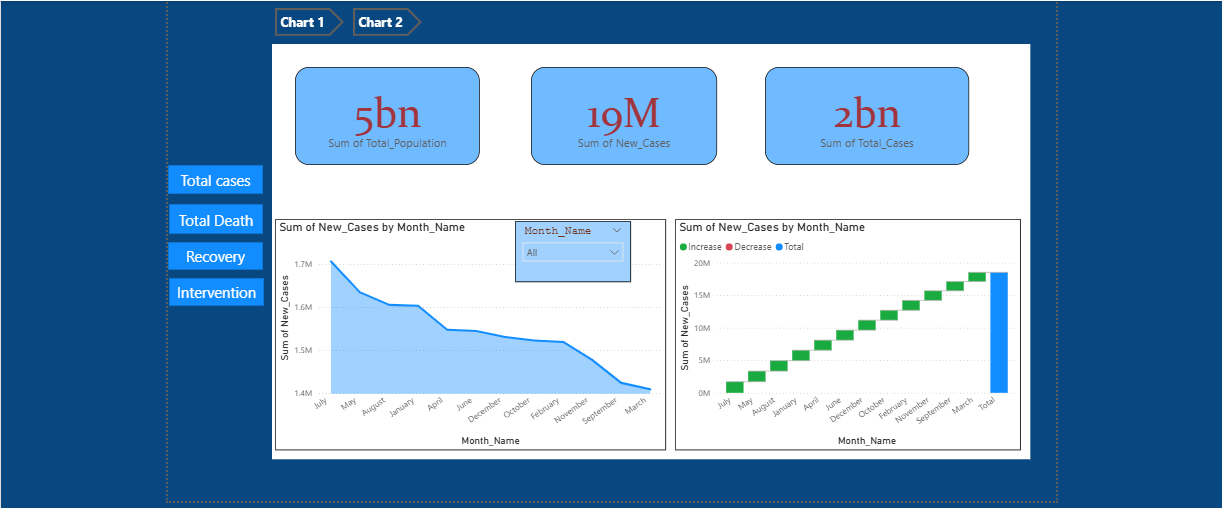 Chart 1
Chart 2
5bn
Sum of Total_Population
19M
Sum of New_Cases
2bn
Sum of Total_Cases
Total cases
Total Death
Recovery
Intervention
Sum of New_Cases by Month_Name
Month_Name
All
Sum of New_Cases
1.7M
1.6M
1.5M
1.4M
July
May
August
January
April
June
December
October
February
November
September
March
Month_Name
Sum of New_Cases by Month_Name
Increase Decrease Total
Sum of New_Cases
20M
15M
10M
5M
0M
July
May
August
January
April
June
December
October
February
November
September
March
Total
Month_Name